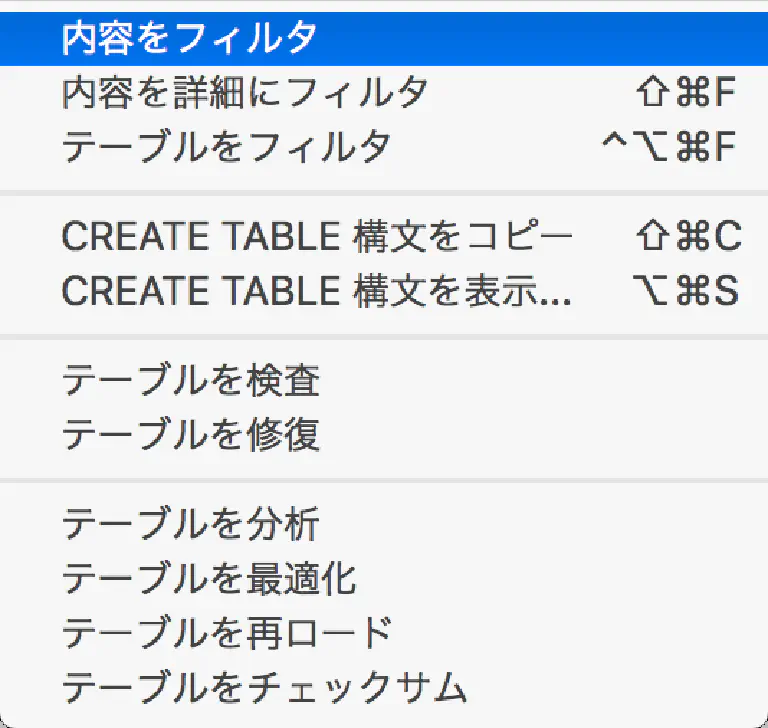 内容をフィルタ
内容を詳細にフィルタ ⇧⌘F
テーブルをフィルタ ^⌥⌘F
CREATE TABLE 構文をコピー ⇧⌘C
CREATE TABLE 構文を表示... ⌥⌘S
テーブルを検査
テーブルを修復
テーブルを分析
テーブルを最適化
テーブルを再ロード
テーブルをチェックサム